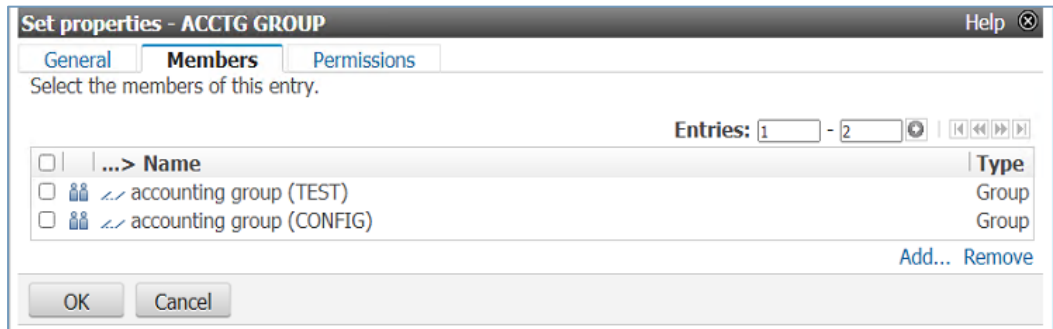 Set properties - ACCTG GROUP Help
General Members Permissions
Select the members of this entry.
Entries: 1 - 2
...> Name Type
accounting group (TEST) Group
accounting group (CONFIG) Group
Add... Remove
OK Cancel